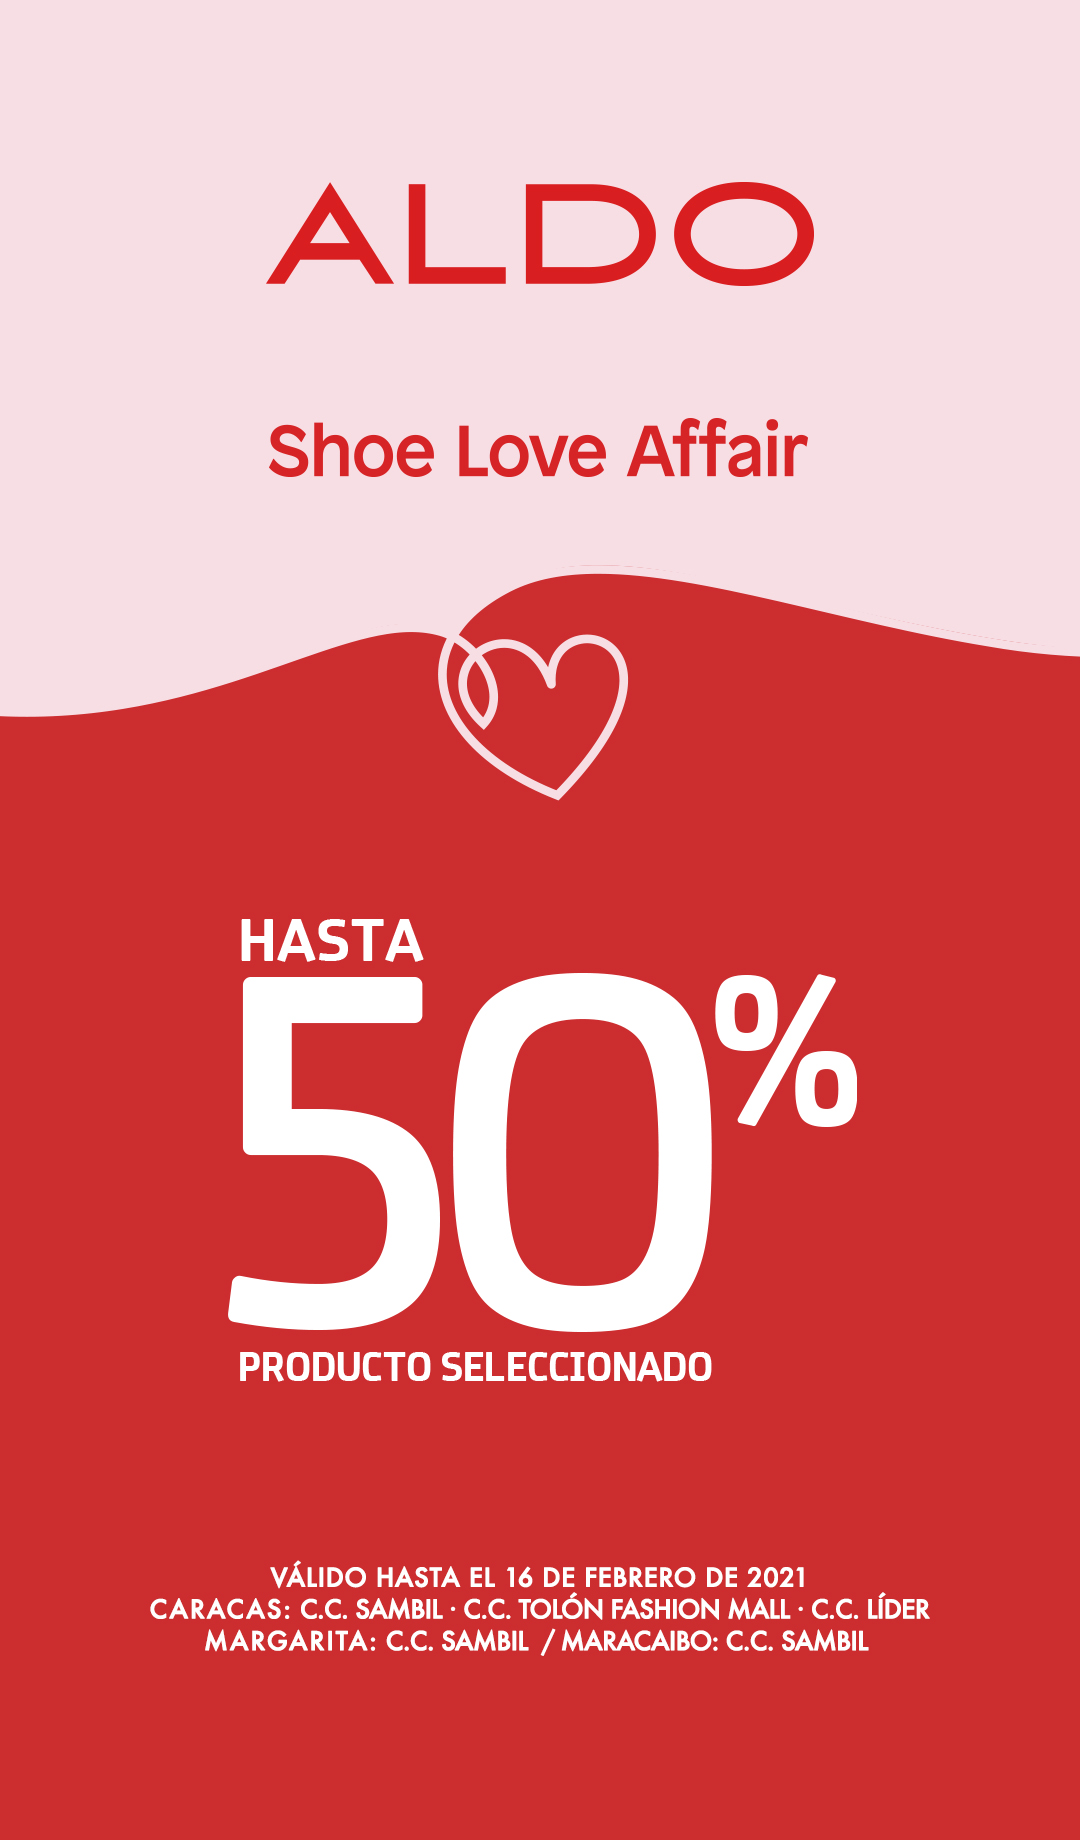 ALDO
Shoe Love Affair
HASTA
50%
PRODUCTO SELECCIONADO
VÁLIDO HASTA EL 16 DE FEBRERO DE 2021
CARACAS: C.C. SAMBIL · C.C. TOLÓN FASHION MALL · C.C. LÍDER
MARGARITA: C.C. SAMBIL / MARACAIBO: C.C. SAMBIL